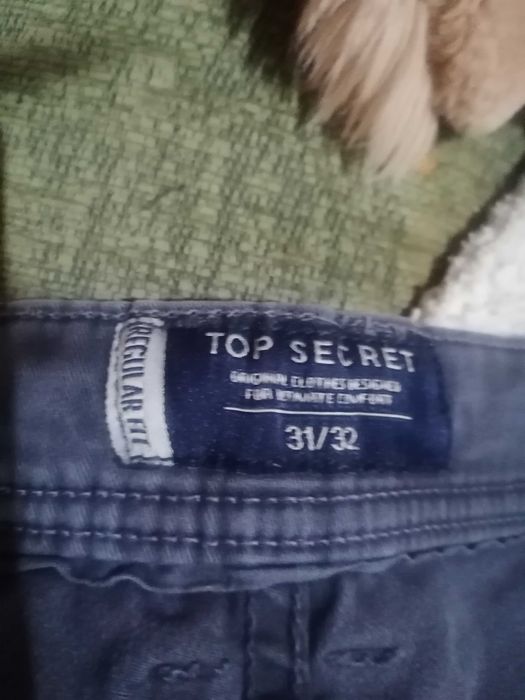 REGULAR FIT
TOP SECRET
ORIGINAL CLOTHES DESIGNED
FOR ULTIMATE COMFORT
31/32